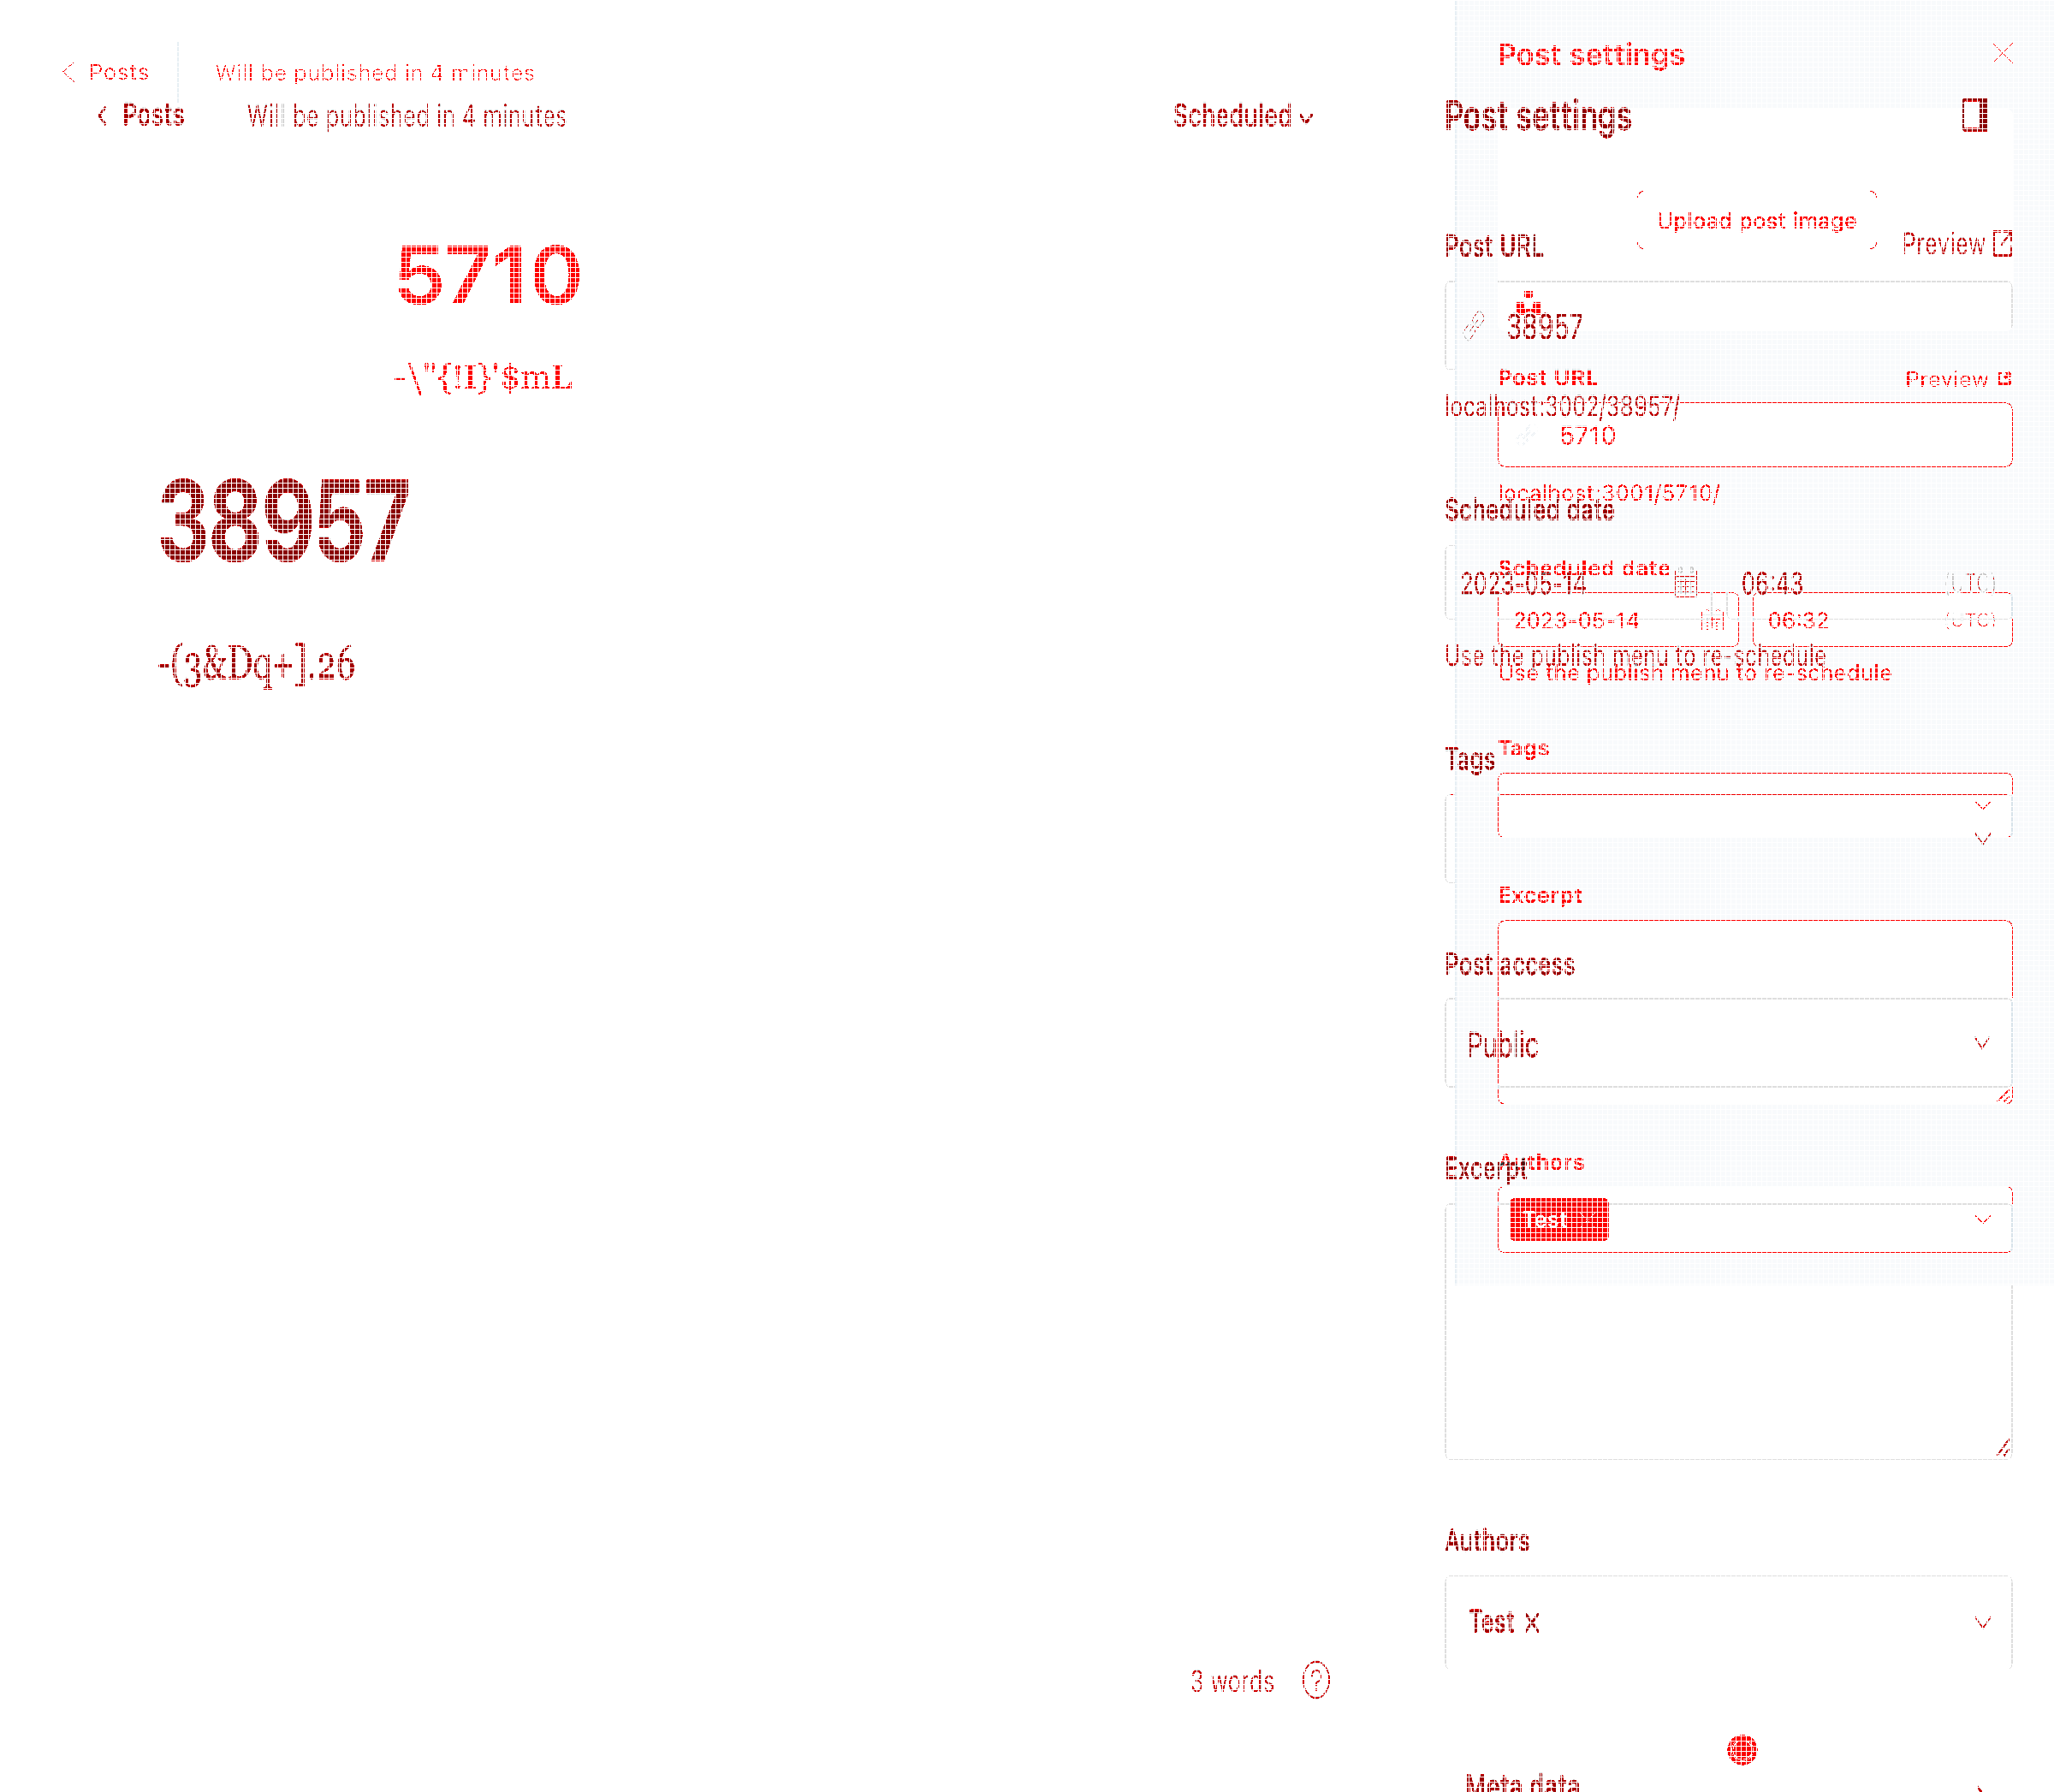 Post settings
Posts
Will be published in 4 minutes
Posts
Will be published in 4 minutes
Scheduled
Post settings
Upload post image
Post URL
Preview
5710
38957
-\"{!I}'$mL
Post URL
Preview
localhost:3002/38957/
5710
localhost:3001/5710/
Scheduled date
38957
Scheduled date
2023-05-14
06:43
(UTC)
2023-05-14
06:32
(UTC)
-(3&Dq+].26
Use the publish menu to re-schedule
Use the publish menu to re-schedule
Tags
Tags
Excerpt
Post access
Public
Authors
Excerpt
Test
Authors
Test ×
3 words
?
Meta data